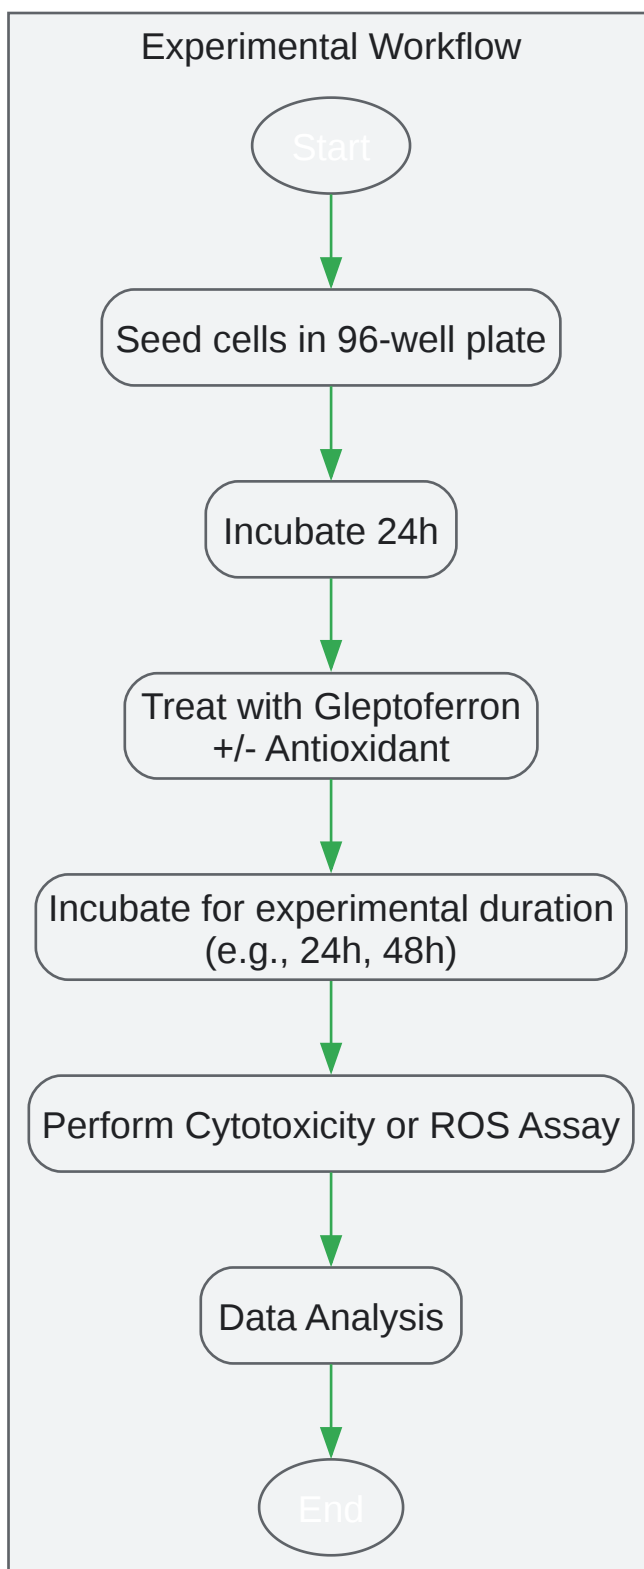 Experimental Workflow
Start
Seed cells in 96-well plate
Incubate 24h
Treat with Gleptoferron
+/- Antioxidant
Incubate for experimental duration
(e.g., 24h, 48h)
Perform Cytotoxicity or ROS Assay
Data Analysis
End